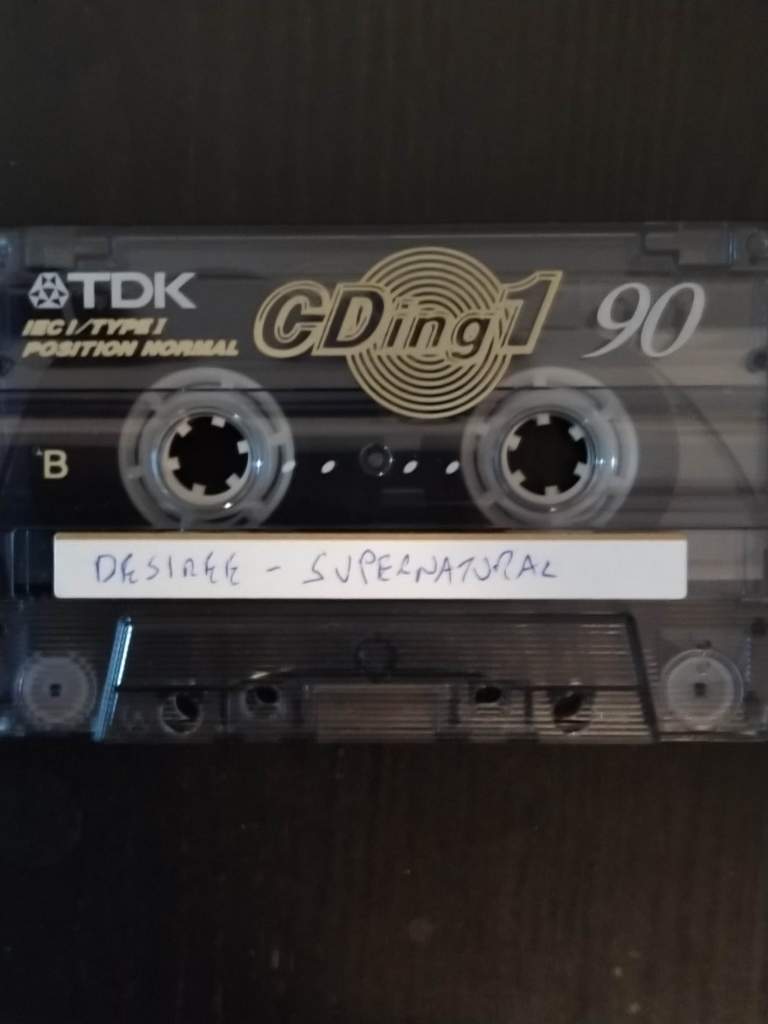 TDK
CDing1
90
IEC I/TYPE I
POSITION NORMAL
B
DESIREE - SUPERNATURAL